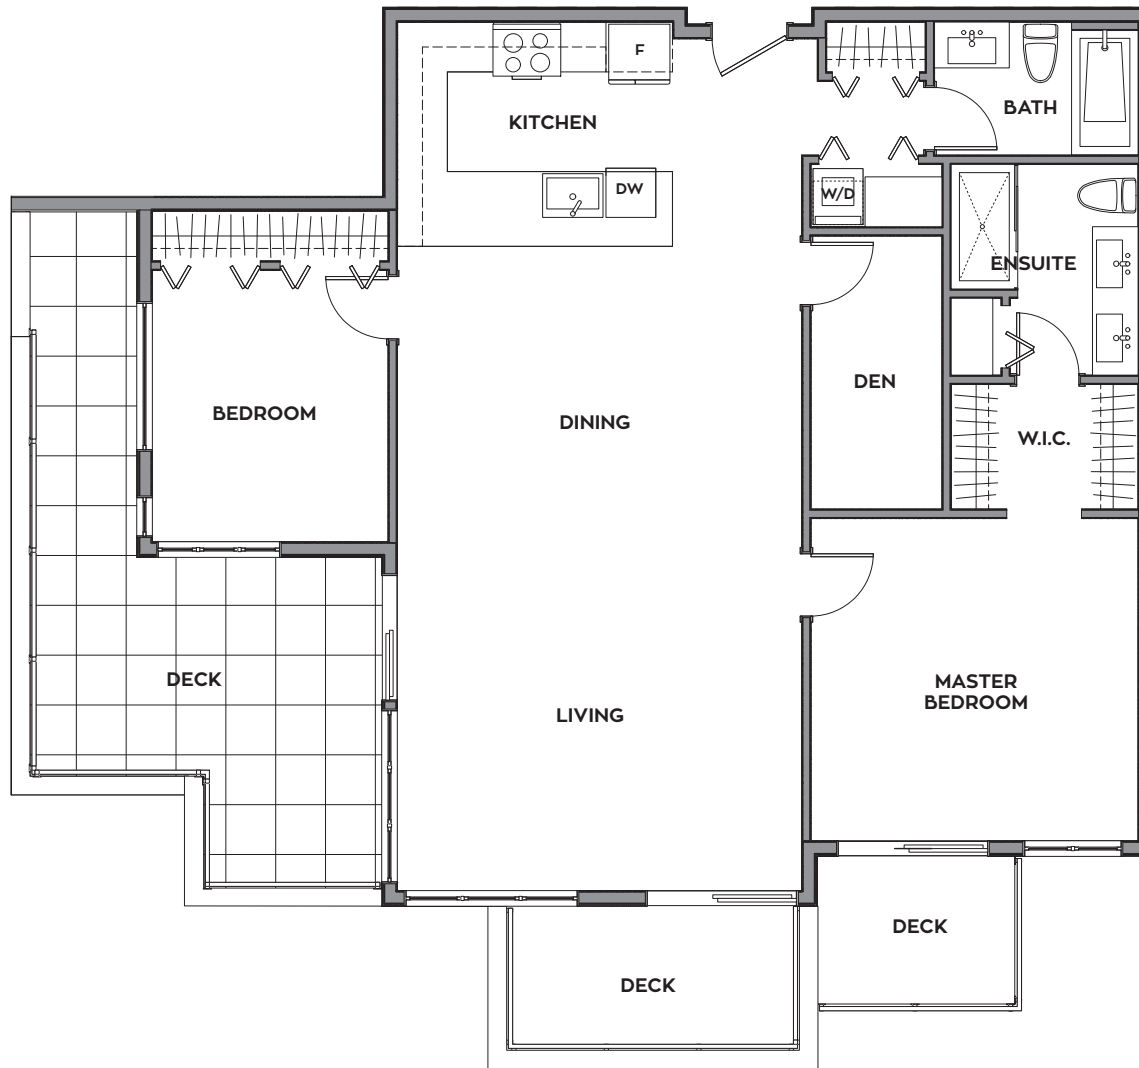 F
KITCHEN
BATH
DW
W/D
ENSUITE
BEDROOM
DINING
DEN
W.I.C.
DECK
LIVING
MASTER
BEDROOM
DECK
DECK